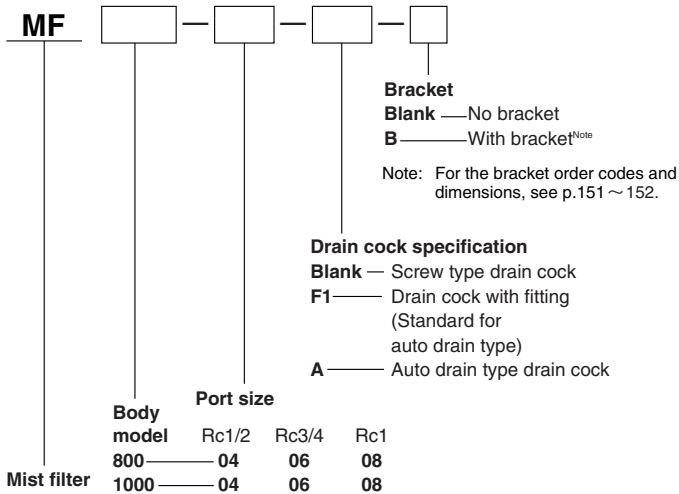 MF
Bracket
Blank — No bracket
B — With bracketNote
Note: For the bracket order codes and
dimensions, see p.151～152.
Drain cock specification
Blank — Screw type drain cock
F1 — Drain cock with fitting
(Standard for
auto drain type)
A — Auto drain type drain cock
Port size
Body
model Rc1/2 Rc3/4 Rc1
800 — 04 06 08
Mist filter 1000 — 04 06 08